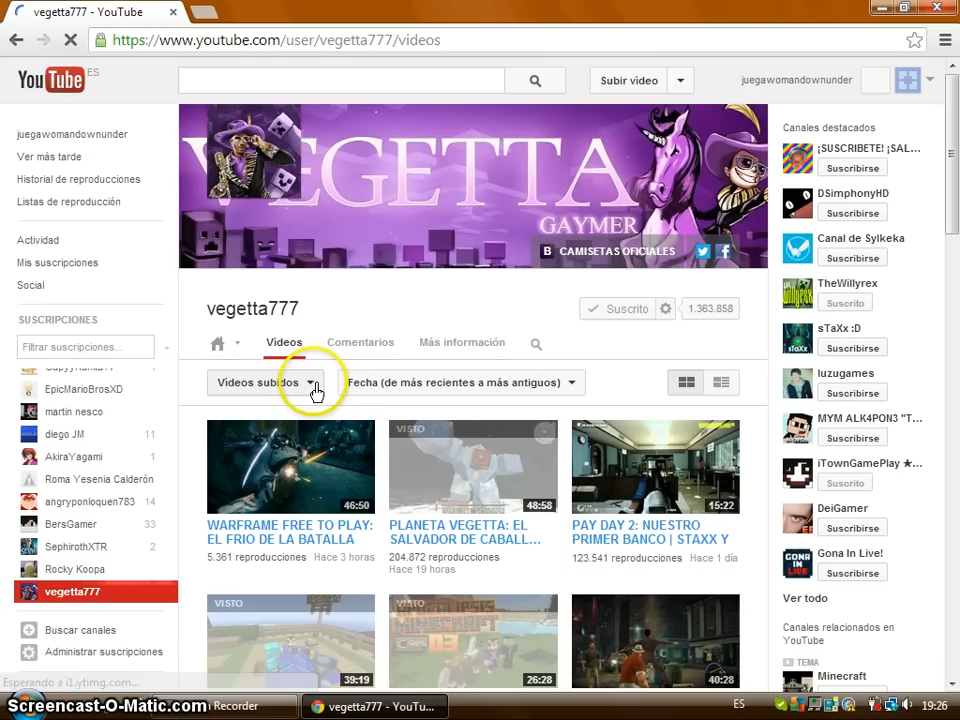 vegetta777 - YouTube
https://www.youtube.com/user/vegetta777/videos
YouTube ES
Subir vídeo
juegawomandownunder
juegawomandownunder
Ver más tarde
Historial de reproducciones
Listas de reproducción
Actividad
Mis suscripciones
Social
SUSCRIPCIONES
Filtrar suscripciones...
EpicMarioBrosXD
martin nesco
diego JM 11
AkiraYagami 1
Roma Yesenia Calderón
angryponloquen783 14
BersGamer 33
SephirothXTR 2
Rocky Koopa
vegetta777
Buscar canales
Administrar suscripciones
VEGETTA
GAYMER
B CAMISETAS OFICIALES
vegetta777
Suscrito 1.363.858
Vídeos Comentarios Más información
Vídeos subidos
Fecha (de más recientes a más antiguos)
46:50
VISTO
48:58
15:22
WARFRAME FREE TO PLAY:
EL FRIO DE LA BATALLA
5.361 reproducciones Hace 3 horas
PLANETA VEGETTA: EL
SALVADOR DE CABALL...
204.872 reproducciones
Hace 19 horas
PAY DAY 2: NUESTRO
PRIMER BANCO | STAXX Y
123.541 reproducciones Hace 1 día
VISTO
39:19
VISTO
26:28
40:28
Canales destacados
¡SUSCRIBETE! ¡SAL...
Suscribirse
DSimphonyHD
Suscribirse
Canal de Sylkeka
Suscribirse
TheWillyrex
Suscrito
sTaXx :D
Suscribirse
luzugames
Suscribirse
MYM ALK4PON3 "T...
Suscribirse
iTownGamePlay ★...
Suscrito
DeiGamer
Suscribirse
Gona In Live!
Suscribirse
Ver todo
Canales relacionados en
YouTube
TEMA
Minecraft
Suscribirse
Esperando a i1.ytimg.com...
Screencast-O-Matic.com
Recorder
vegetta777 - YouTu...
ES
19:26